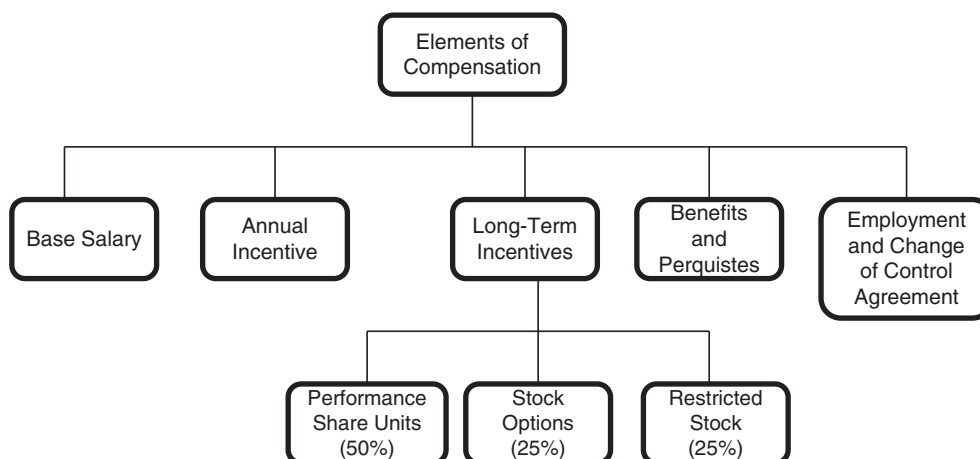 Elements of
Compensation
Base Salary
Annual
Incentive
Long-Term
Incentives
Benefits
and
Perquistes
Employment
and Change
of Control
Agreement
Performance
Share Units
(50%)
Stock
Options
(25%)
Restricted
Stock
(25%)